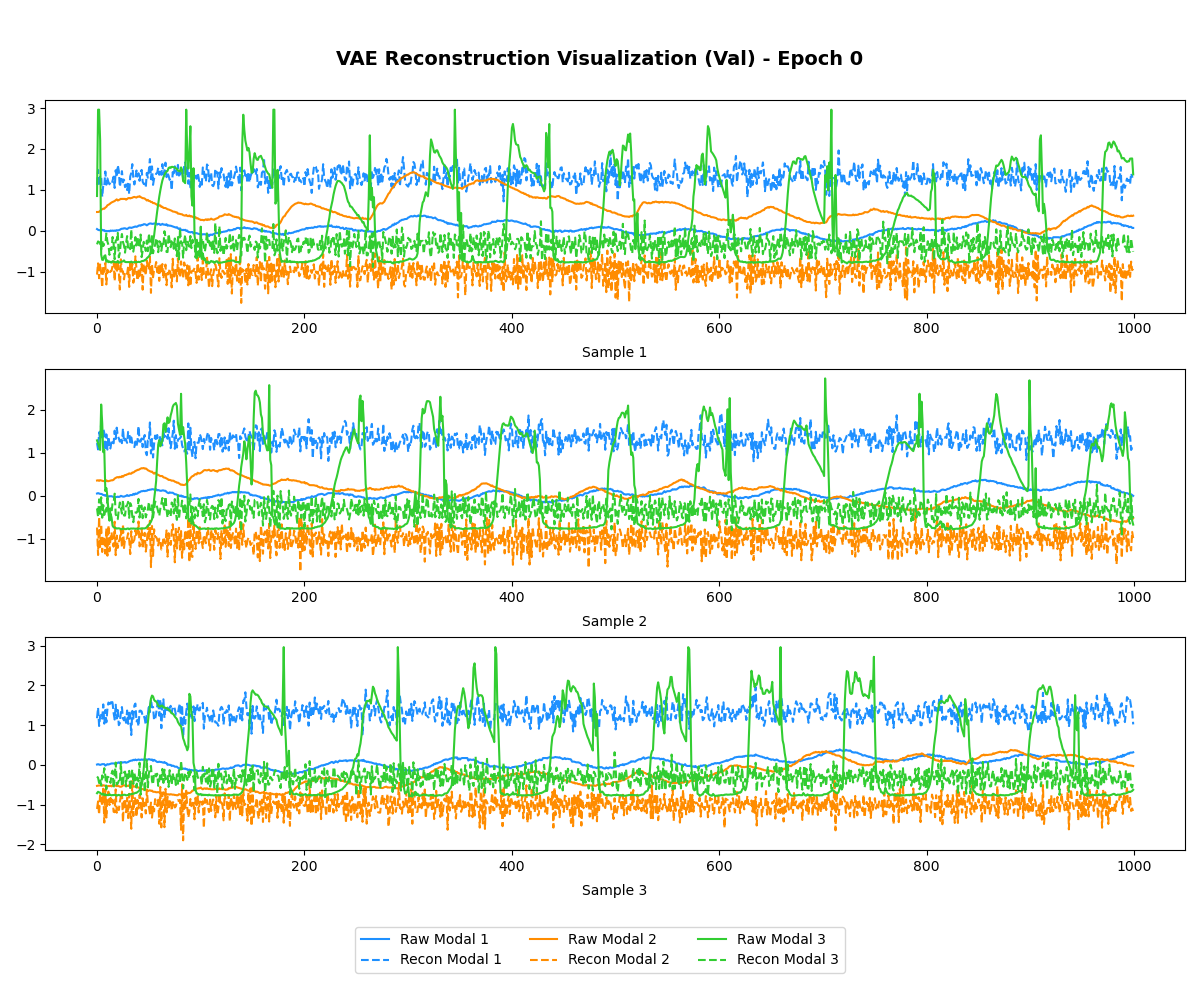 VAE Reconstruction Visualization (Val) - Epoch 0
3
2
1
0
−1
0 200 400 600 800 1000
Sample 1
2
1
0
−1
0 200 400 600 800 1000
Sample 2
3
2
1
0
−1
−2
0 200 400 600 800 1000
Sample 3
Raw Modal 1 Raw Modal 2 Raw Modal 3
Recon Modal 1 Recon Modal 2 Recon Modal 3